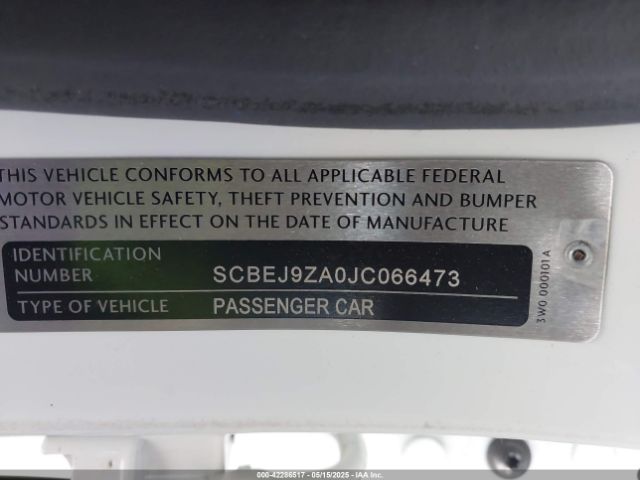 THIS VEHICLE CONFORMS TO ALL APPLICABLE FEDERAL
MOTOR VEHICLE SAFETY, THEFT PREVENTION AND BUMPER
STANDARDS IN EFFECT ON THE DATE OF MANUFACTURE
IDENTIFICATION
NUMBER SCBEJ9ZA0JC066473
TYPE OF VEHICLE PASSENGER CAR
3W0 000101A
000-42286517 - 05/15/2025 - IAA Inc.